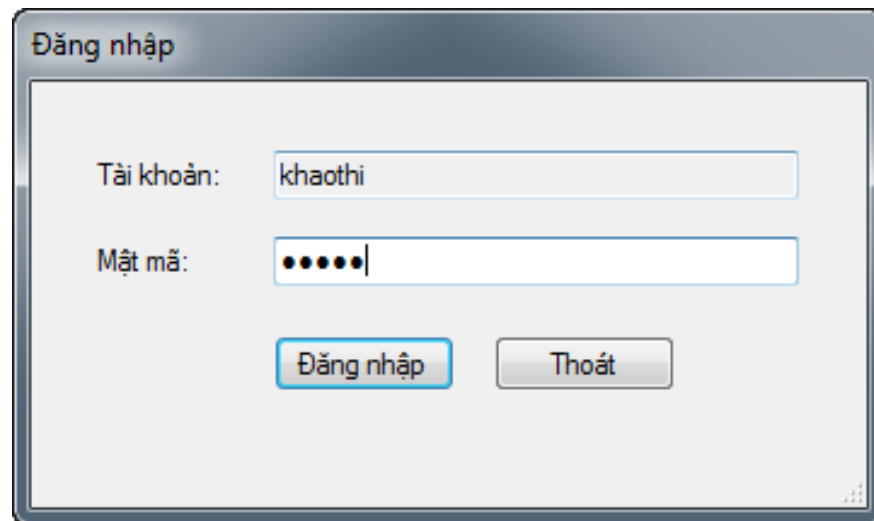 Đăng nhập
Tài khoản: khaothi
Mật mã: ●●●●●
Đăng nhập Thoát